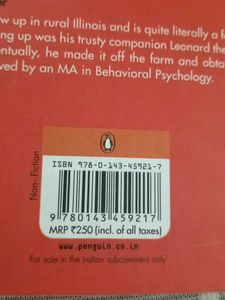 w up in rural Illinois and is quite literally a f
ng up was his trusty companion Leonard the
entually, he made it off the farm and obta
ved by an MA in Behavioral Psychology.
Non- Fiction
ISBN 978-0-143-45921-7
9 780143 459217
MRP ₹250 (incl. of all taxes)
www.penguin.co.in
For sale in the Indian subcontinent only